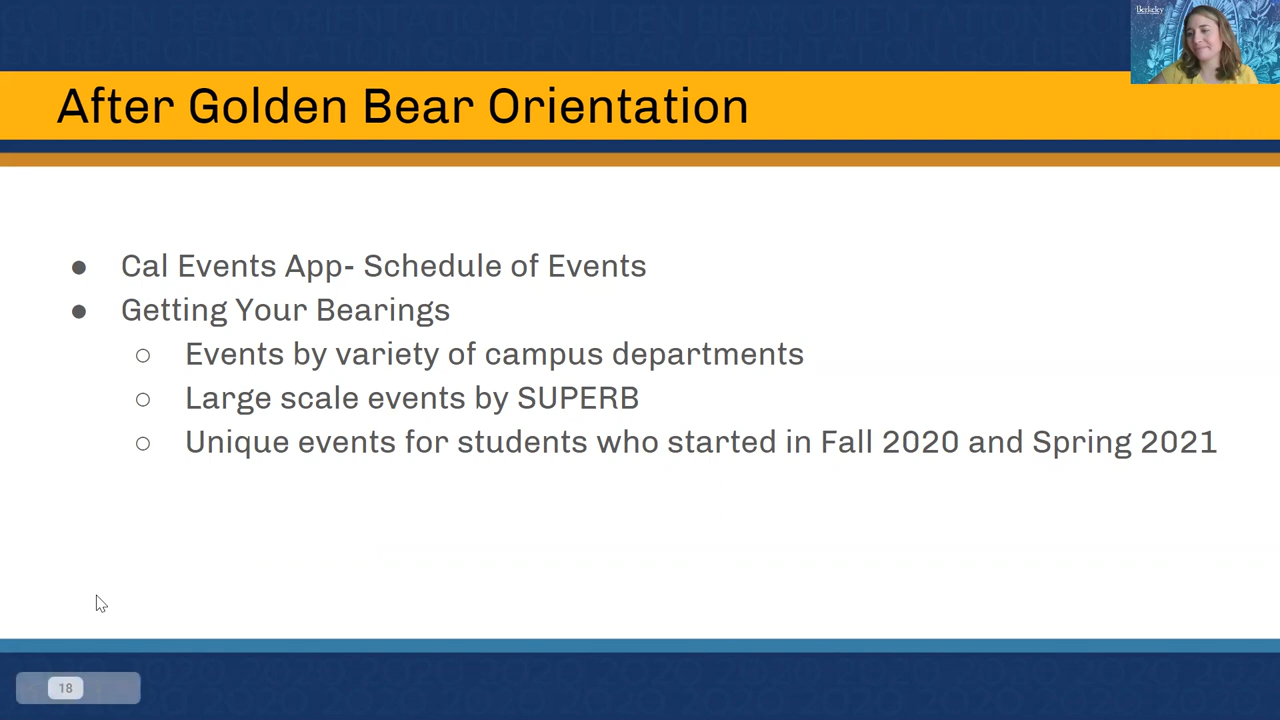 Berkeley
After Golden Bear Orientation
● Cal Events App- Schedule of Events
● Getting Your Bearings
○ Events by variety of campus departments
○ Large scale events by SUPERB
○ Unique events for students who started in Fall 2020 and Spring 2021
18